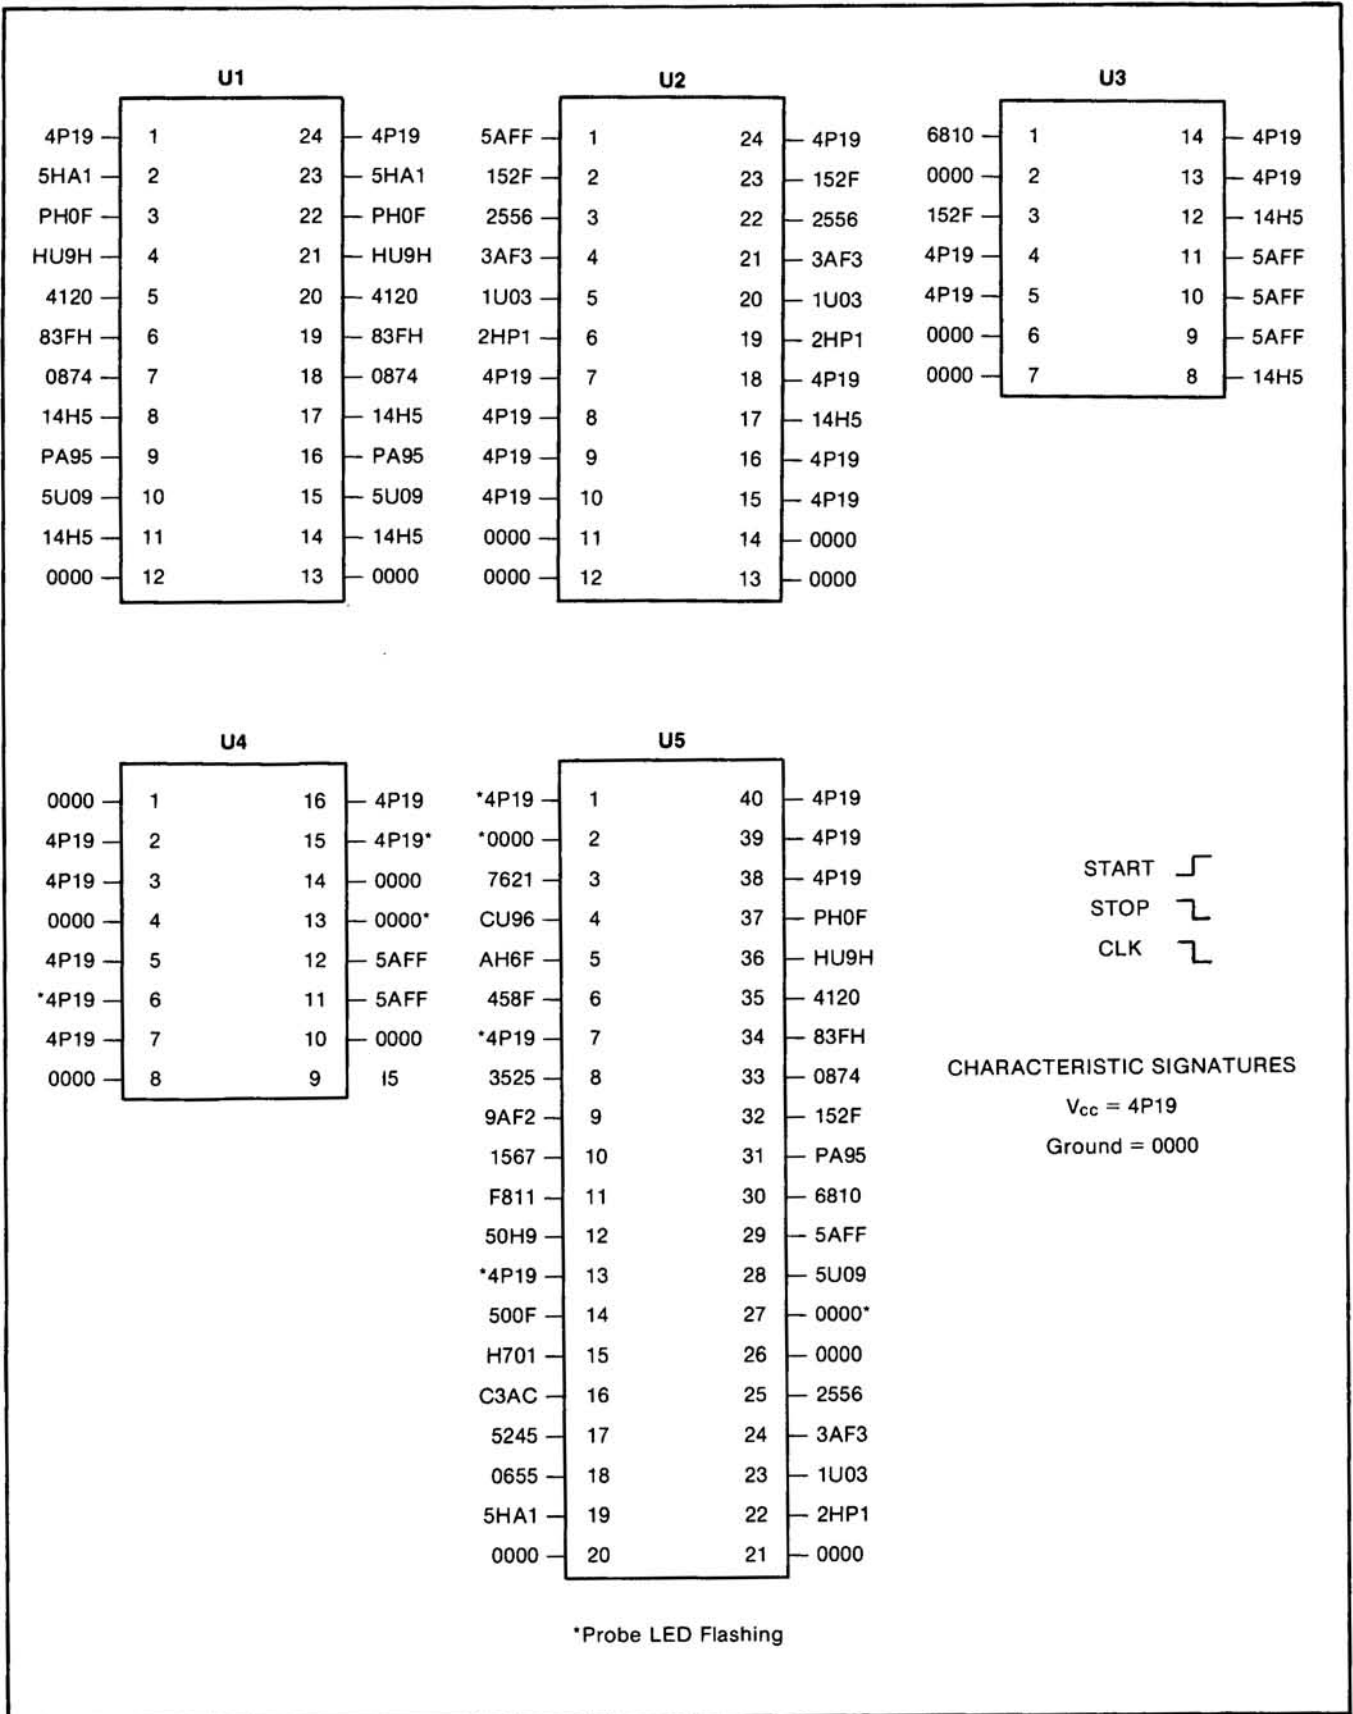 U1
4P19 1 24 4P19
5HA1 2 23 5HA1
PH0F 3 22 PH0F
HU9H 4 21 HU9H
4120 5 20 4120
83FH 6 19 83FH
0874 7 18 0874
14H5 8 17 14H5
PA95 9 16 PA95
5U09 10 15 5U09
14H5 11 14 14H5
0000 12 13 0000
U2
5AFF 1 24 4P19
152F 2 23 152F
2556 3 22 2556
3AF3 4 21 3AF3
1U03 5 20 1U03
2HP1 6 19 2HP1
4P19 7 18 4P19
4P19 8 17 14H5
4P19 9 16 4P19
4P19 10 15 4P19
0000 11 14 0000
0000 12 13 0000
U3
6810 1 14 4P19
0000 2 13 4P19
152F 3 12 14H5
4P19 4 11 5AFF
4P19 5 10 5AFF
0000 6 9 5AFF
0000 7 8 14H5
U4
0000 1 16 4P19
4P19 2 15 4P19*
4P19 3 14 0000
0000 4 13 0000*
4P19 5 12 5AFF
*4P19 6 11 5AFF
4P19 7 10 0000
0000 8 9 I5
U5
*4P19 1 40 4P19
*0000 2 39 4P19
7621 3 38 4P19
CU96 4 37 PH0F
AH6F 5 36 HU9H
458F 6 35 4120
*4P19 7 34 83FH
3525 8 33 0874
9AF2 9 32 152F
1567 10 31 PA95
F811 11 30 6810
50H9 12 29 5AFF
*4P19 13 28 5U09
500F 14 27 0000*
H701 15 26 0000
C3AC 16 25 2556
5245 17 24 3AF3
0655 18 23 1U03
5HA1 19 22 2HP1
0000 20 21 0000
START
STOP
CLK
CHARACTERISTIC SIGNATURES
Vcc = 4P19
Ground = 0000
*Probe LED Flashing